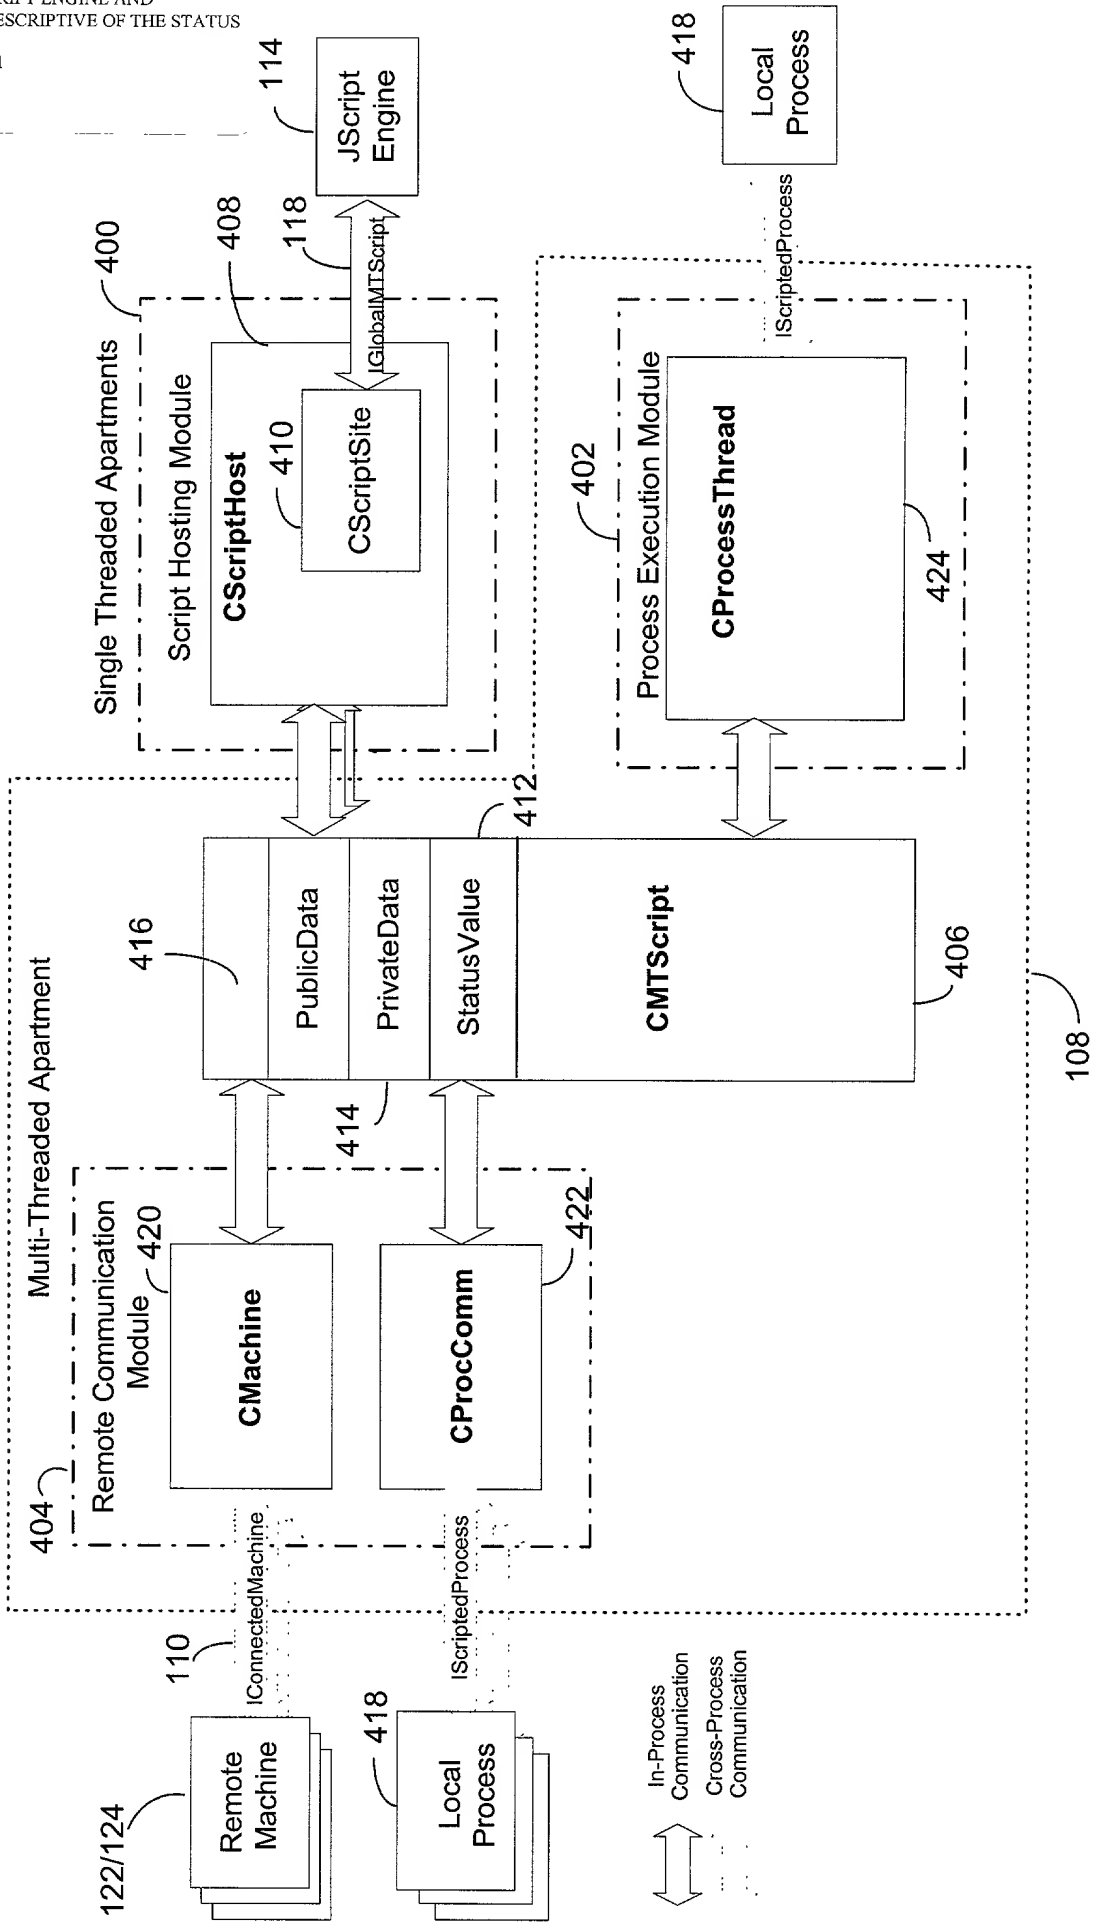 ESCRIPTIVE OF THE STATUS
Single Threaded Apartments
400
Script Hosting Module
408
CScriptHost
410
CScriptSite
118
IGlobalMTScript
114
JScript
Engine
418
Local
Process
IScriptedProcess
402
Process Execution Module
CProcessThread
424
Multi-Threaded Apartment
416
PublicData
PrivateData
StatusValue
412
414
CMTScript
406
108
404
Remote Communication
Module
420
CMachine
CProcComm
422
110
IConnectedMachine
IScriptedProcess
122/124
Remote
Machine
418
Local
Process
In-Process
Communication
Cross-Process
Communication